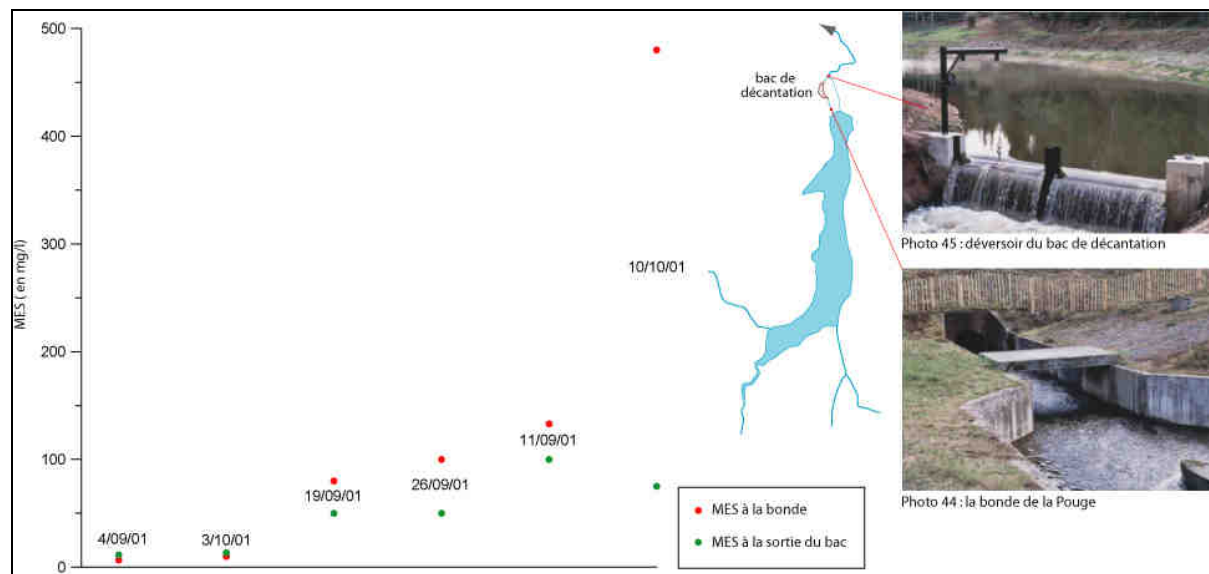 500
400
300
200
100
0
MES ( en mg/l)
4/09/01
3/10/01
19/09/01
26/09/01
11/09/01
10/10/01
bac de
décantation
MES à la bonde
MES à la sortie du bac
Photo 45 : déversoir du bac de décantation
Photo 44 : la bonde de la Pouge